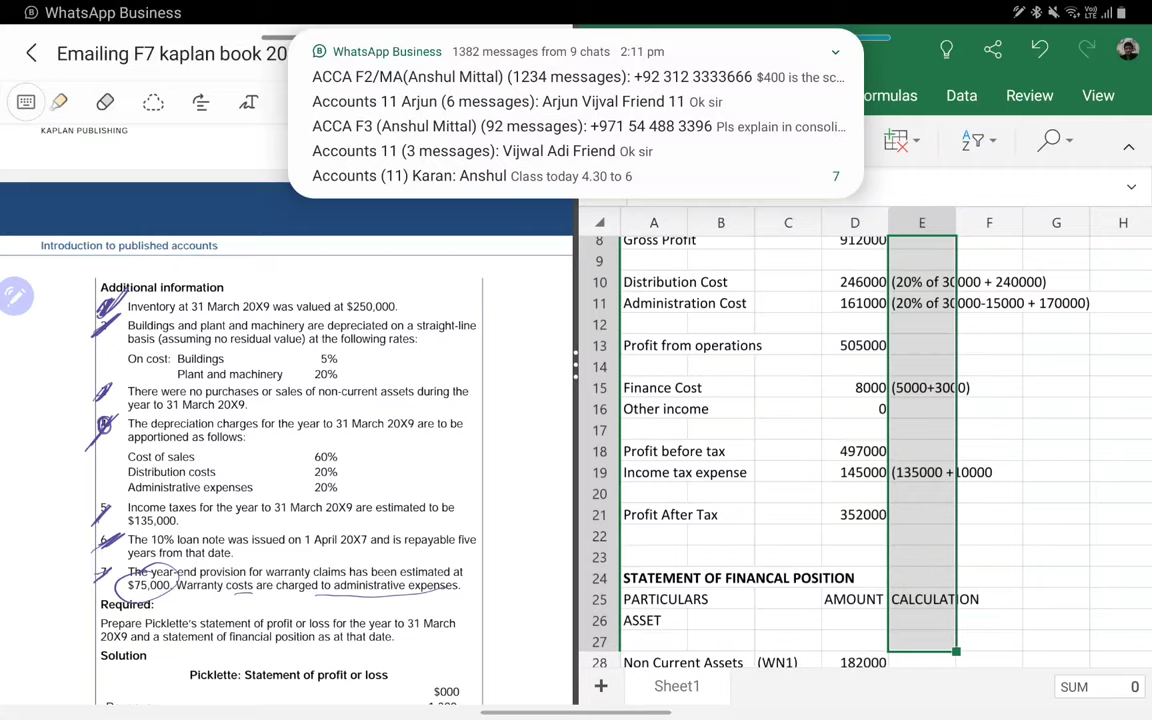 WhatsApp Business
Emailing F7 kaplan book 20
WhatsApp Business 1382 messages from 9 chats 2:11 pm
ACCA F2/MA(Anshul Mittal) (1234 messages): +92 312 3333666 $400 is the sc...
Accounts 11 Arjun (6 messages): Arjun Vijval Friend 11 Ok sir
ACCA F3 (Anshul Mittal) (92 messages): +971 54 488 3396 Pls explain in consoli...
Accounts 11 (3 messages): Vijwal Adi Friend Ok sir
Accounts (11) Karan: Anshul Class today 4.30 to 6 7
KAPLAN PUBLISHING
Introduction to published accounts
Additional information
Inventory at 31 March 20X9 was valued at $250,000.
Buildings and plant and machinery are depreciated on a straight-line
basis (assuming no residual value) at the following rates:
On cost: Buildings 5%
Plant and machinery 20%
There were no purchases or sales of non-current assets during the
year to 31 March 20X9.
4 The depreciation charges for the year to 31 March 20X9 are to be
apportioned as follows:
Cost of sales 60%
Distribution costs 20%
Administrative expenses 20%
5 Income taxes for the year to 31 March 20X9 are estimated to be
$135,000.
6 The 10% loan note was issued on 1 April 20X7 and is repayable five
years from that date.
7 The year-end provision for warranty claims has been estimated at
$75,000. Warranty costs are charged to administrative expenses.
Required:
Prepare Picklette's statement of profit or loss for the year to 31 March
20X9 and a statement of financial position as at that date.
Solution
Picklette: Statement of profit or loss
$000
ormulas Data Review View
A B C D E F G H
8 Gross Profit 912000
9
10 Distribution Cost 246000 (20% of 30000 + 240000)
11 Administration Cost 161000 (20% of 30000-15000 + 170000)
12
13 Profit from operations 505000
14
15 Finance Cost 8000 (5000+3000)
16 Other income 0
17
18 Profit before tax 497000
19 Income tax expense 145000 (135000 +10000
20
21 Profit After Tax 352000
22
23
24 STATEMENT OF FINANCAL POSITION
25 PARTICULARS AMOUNT CALCULATION
26 ASSET
27
28 Non Current Assets (WN1) 182000
Sheet1
SUM 0